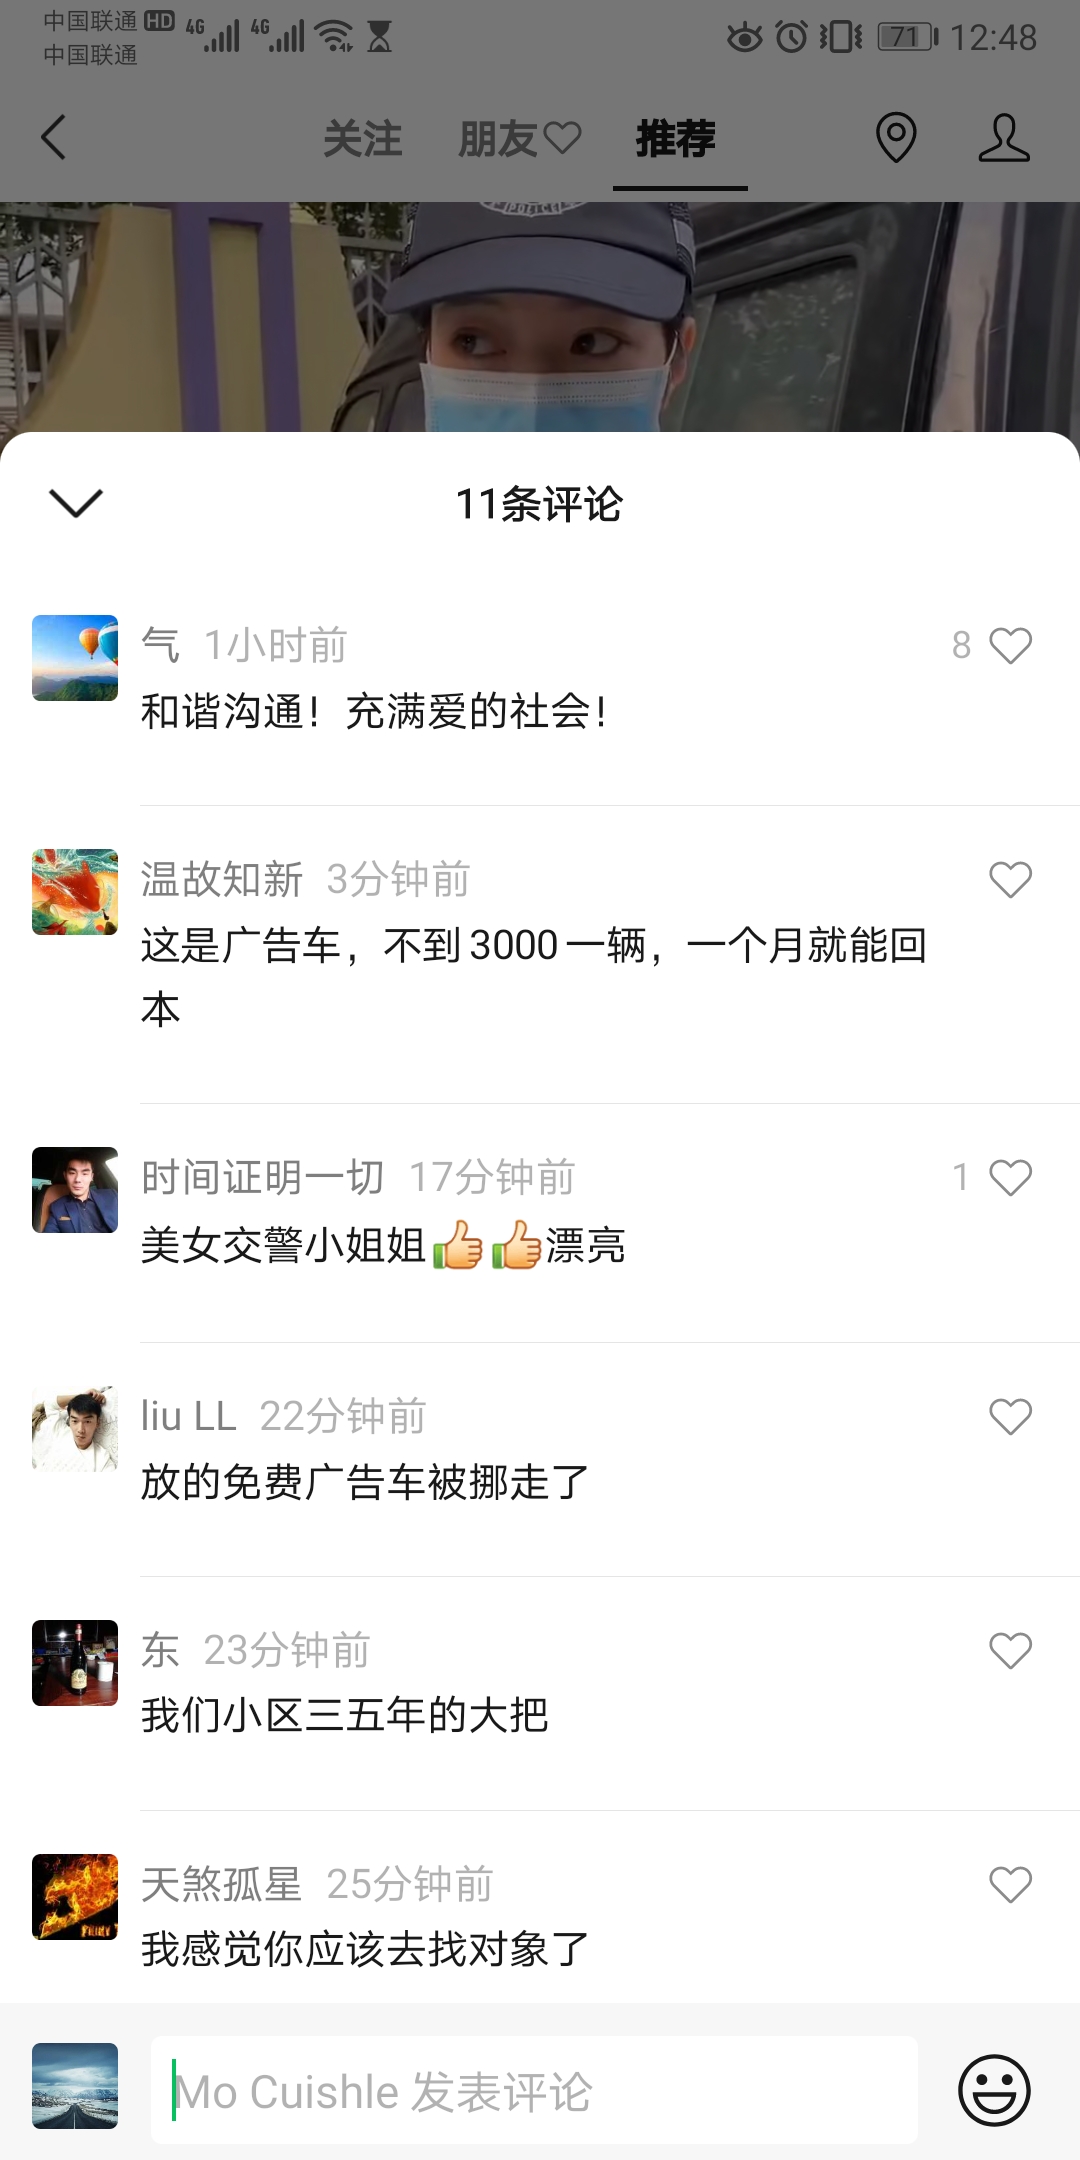 中国联通 HD 4G 4G 71 12:48
中国联通
关注 朋友♡ 推荐
POLICE
11条评论
气 1小时前 8
和谐沟通！充满爱的社会！
温故知新 3分钟前
这是广告车，不到3000一辆，一个月就能回
本
时间证明一切 17分钟前 1
美女交警小姐姐👍👍漂亮
liu LL 22分钟前
放的免费广告车被挪走了
东 23分钟前
我们小区三五年的大把
天煞孤星 25分钟前
我感觉你应该去找对象了
Mo Cuishle 发表评论